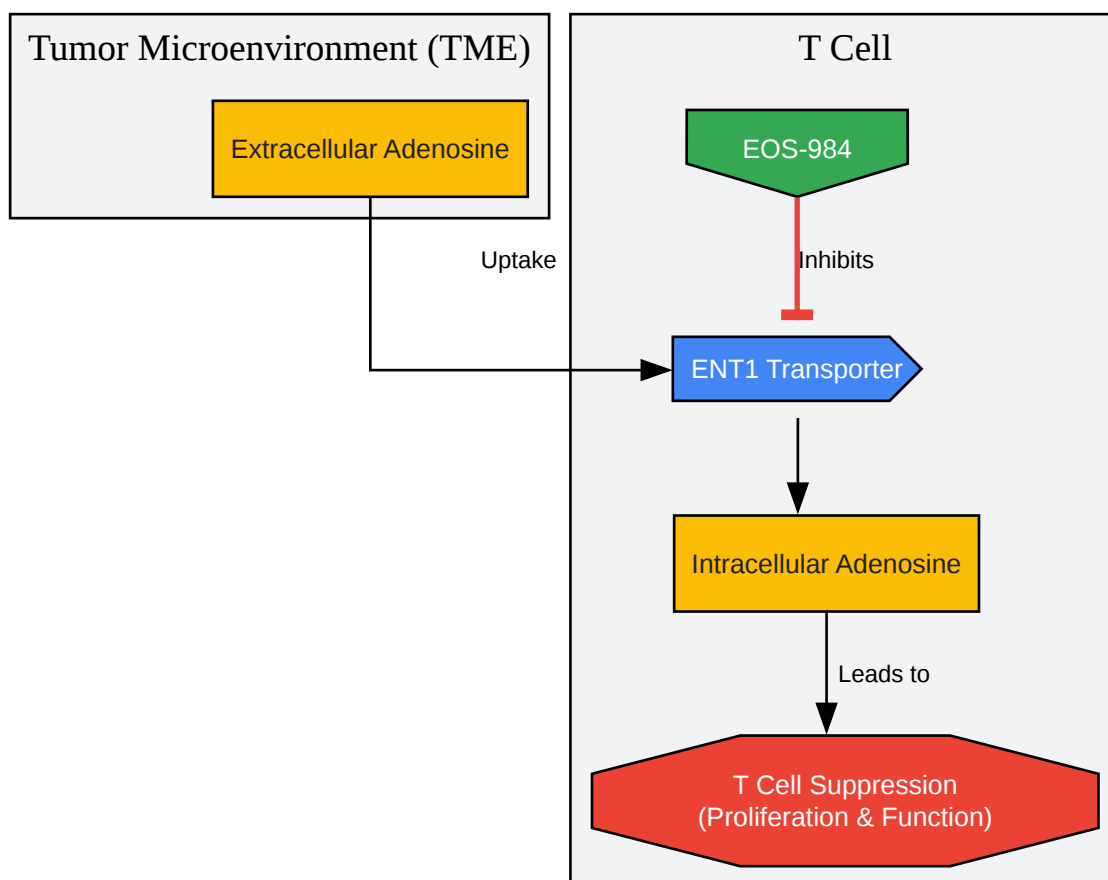 Tumor Microenvironment (TME)
Extracellular Adenosine
Uptake
T Cell
EOS-984
Inhibits
ENT1 Transporter
Intracellular Adenosine
Leads to
T Cell Suppression
(Proliferation & Function)